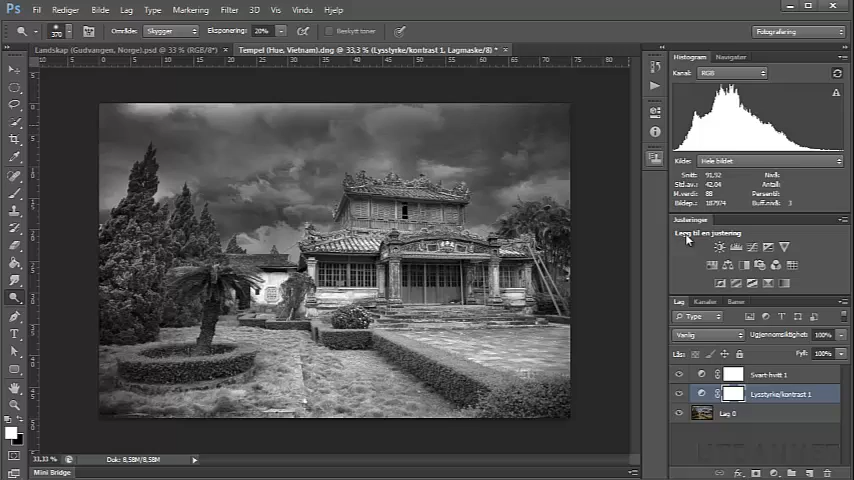 Ps Fil Rediger Bilde Lag Type Markering Filter 3D Vis Vindu Hjelp
370 Område: Skygger Eksponering: 20% Beskytt toner Fotografering
Landskap (Gudvangen, Norge).psd @ 33 % (RGB/8*) × Tempel (Hue, Vietnam).dng @ 33,3 % (Lysstyrke/kontrast 1, Lagmaske/8) * ×
Histogram Navigator
Kanal: RGB
Kilde: Hele bildet
Snitt: 91,92 Nivå:
Std.av.: 42,04 Antall:
M.verdi: 88 Persentil:
Bildep.: 187974 Buff.nivå: 3
Justeringer
Legg til en justering
Lag Kanaler Baner
Type
Vanlig Ugjennomsiktighet: 100%
Lås: Fyll: 100%
Svart-hvitt 1
Lysstyrke/kontrast 1
Lag 0
33,33 % Dok: 8,58M/8,58M
Mini Bridge